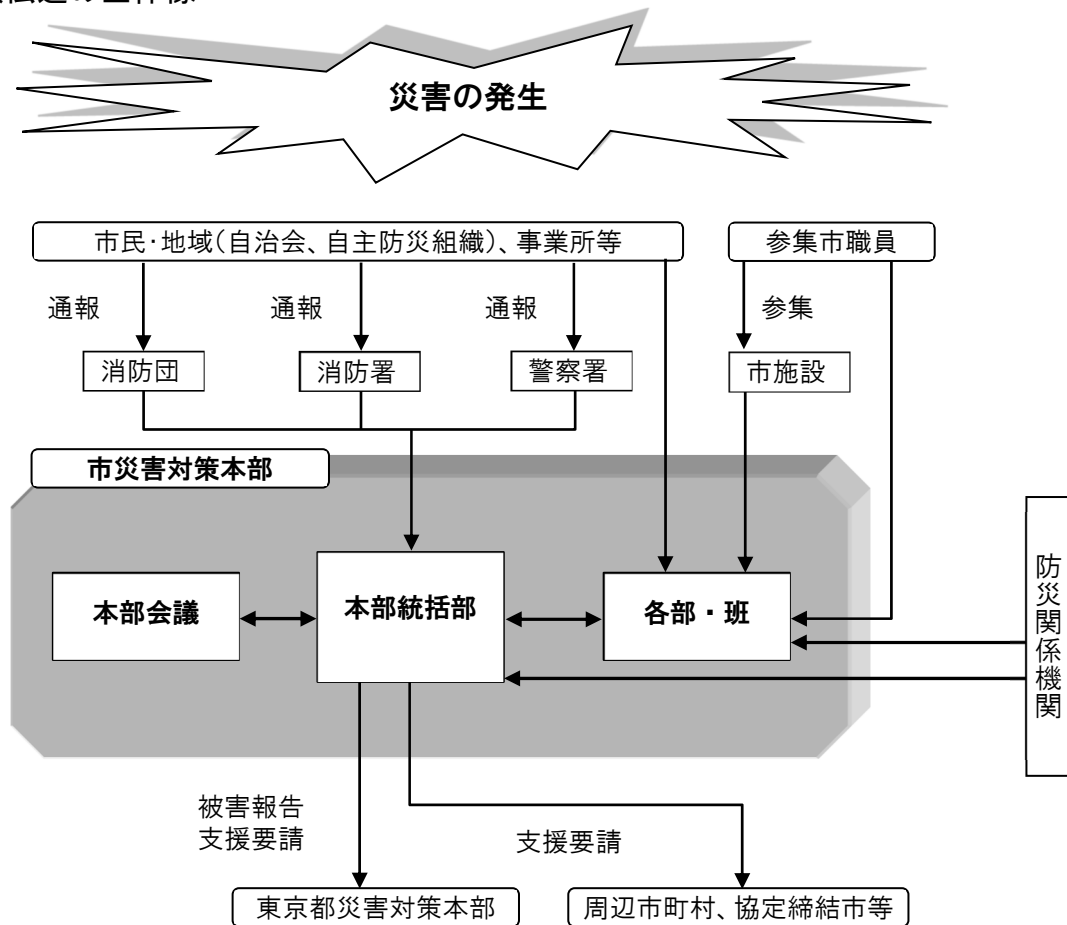 災害の発生
市民・地域(自治会、自主防災組織)、事業所等
参集市職員
通報
通報
通報
参集
消防団
消防署
警察署
市施設
市災害対策本部
本部会議
本部統括部
各部・班
防災関係機関
被害報告
支援要請
支援要請
東京都災害対策本部
周辺市町村、協定締結市等